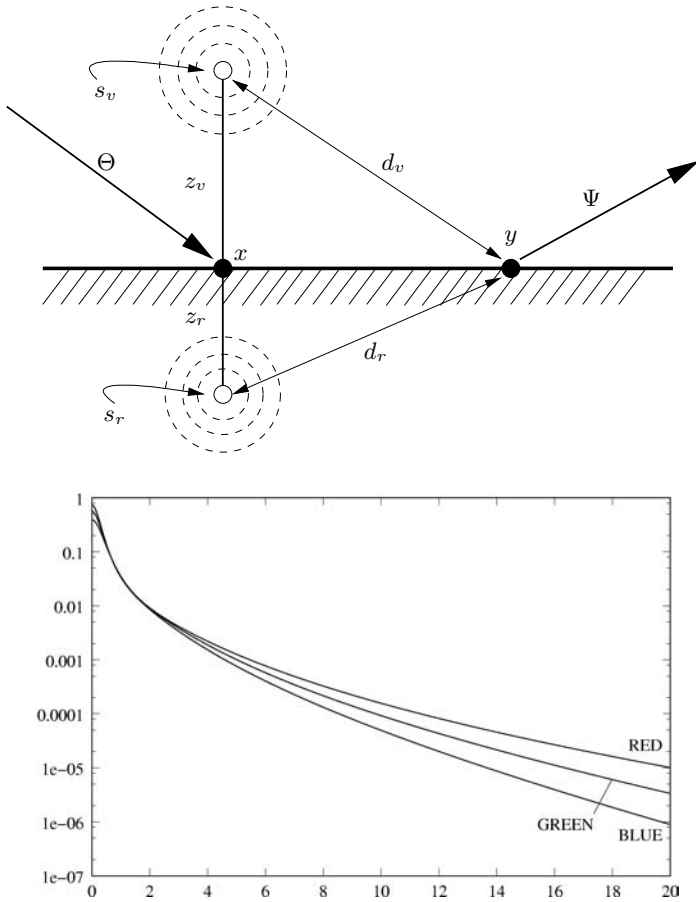 s_v
Θ
z_v
d_v
Ψ
x
y
z_r
d_r
s_r
1
0.1
0.01
0.001
0.0001
1e-05
1e-06
1e-07
RED
GREEN
BLUE
0 2 4 6 8 10 12 14 16 18 20